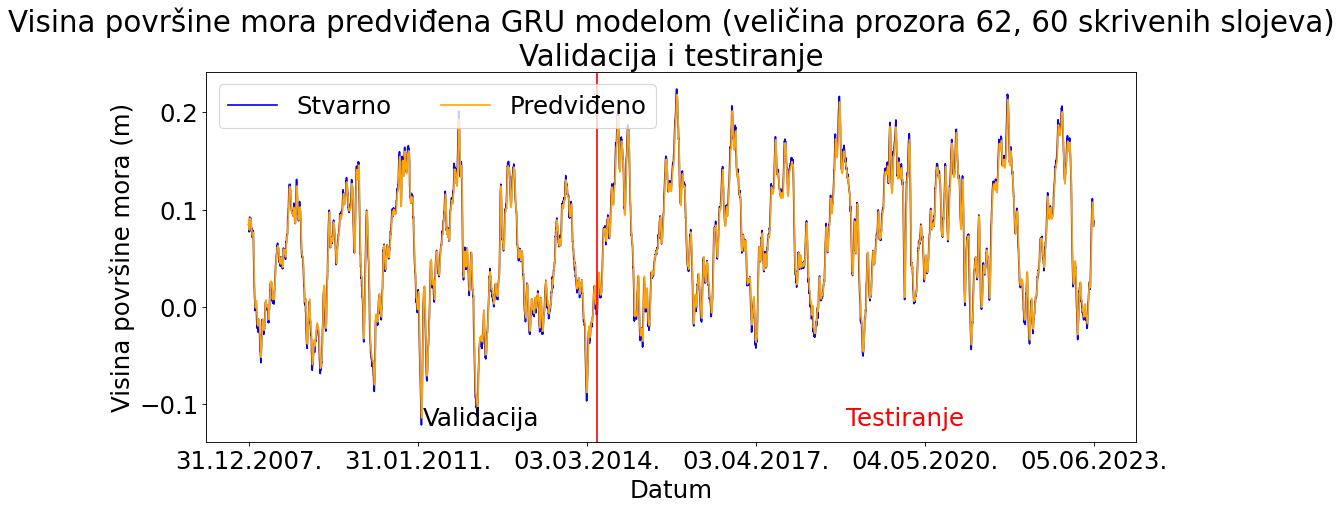 Visina površine mora predviđena GRU modelom (veličina prozora 62, 60 skrivenih slojeva)
Validacija i testiranje
Stvarno
Predviđeno
Visina površine mora (m)
0.2
0.1
0.0
−0.1
Validacija
Testiranje
31.12.2007.
31.01.2011.
03.03.2014.
03.04.2017.
04.05.2020.
05.06.2023.
Datum